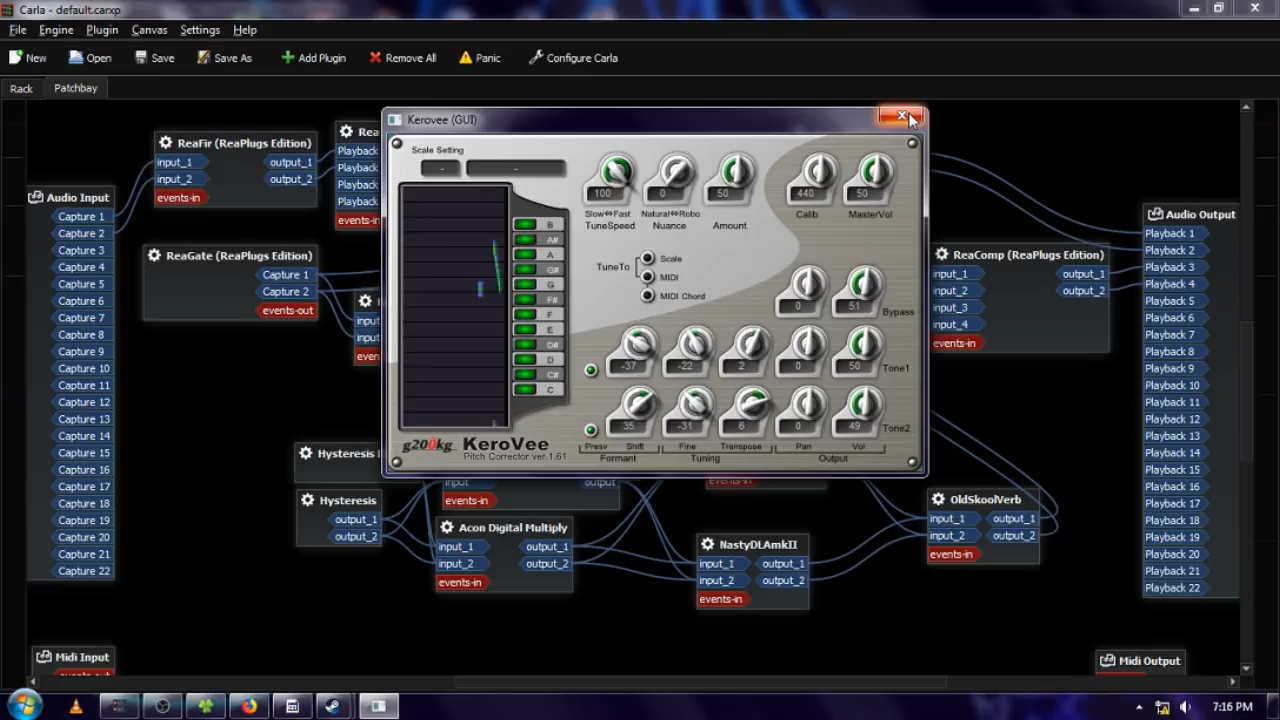 Carla - default.carxp
File Engine Plugin Canvas Settings Help
New Open Save Save As Add Plugin Remove All Panic Configure Carla
Rack Patchbay
ReaFir (ReaPlugs Edition)
input_1 output_1
input_2 output_2
events-in
Rea
Playback
Playback
Playback
Playback
events-in
Audio Input
Capture 1
Capture 2
Capture 3
Capture 4
Capture 5
Capture 6
Capture 7
Capture 8
Capture 9
Capture 10
Capture 11
Capture 12
Capture 13
Capture 14
Capture 15
Capture 16
Capture 17
Capture 18
Capture 19
Capture 20
Capture 21
Capture 22
ReaGate (ReaPlugs Edition)
Capture 1
Capture 2
events-out
input
input
even
Kerovee (GUI)
Scale Setting
- -
B
A#
A
G#
G
F#
F
E
D#
D
C#
C
100 0 50 440 50
Slow⇔Fast Natural⇔Robo
TuneSpeed Nuance Amount Calib MasterVol
TuneTo
Scale
MIDI
MIDI Chord
0 51 Bypass
-37 -22 2 0 50 Tone1
35 -31 6 0 49 Tone2
Presv Shift Fine Transpose Pan Vol
Formant Tuning Output
g200kg KeroVee
Pitch Corrector ver.1.61
ReaComp (ReaPlugs Edition)
input_1 output_1
input_2 output_2
input_3
input_4
events-in
Audio Output
Playback 1
Playback 2
Playback 3
Playback 4
Playback 5
Playback 6
Playback 7
Playback 8
Playback 9
Playback 10
Playback 11
Playback 12
Playback 13
Playback 14
Playback 15
Playback 16
Playback 17
Playback 18
Playback 19
Playback 20
Playback 21
Playback 22
Hysteresis
Hysteresis
output_1
output_2
input output
events-in
events-in
Acon Digital Multiply
input_1 output_1
input_2 output_2
events-in
NastyDLAmkII
input_1 output_1
input_2 output_2
events-in
OldSkoolVerb
input_1 output_1
input_2 output_2
events-in
Midi Input
events-out
Midi Output
7:16 PM